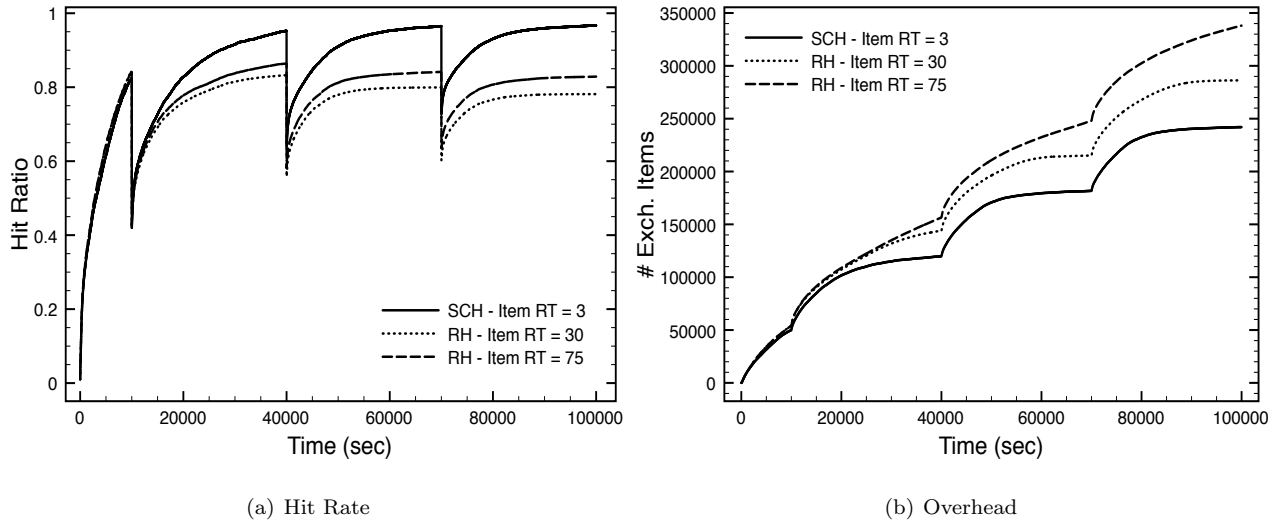 1
0.8
0.6
0.4
0.2
0
Hit Ratio
0 20000 40000 60000 80000 100000
Time (sec)
SCH - Item RT = 3
RH - Item RT = 30
RH - Item RT = 75
(a) Hit Rate
350000
300000
250000
200000
150000
100000
50000
0
# Exch. Items
0 20000 40000 60000 80000 100000
Time (sec)
SCH - Item RT = 3
RH - Item RT = 30
RH - Item RT = 75
(b) Overhead